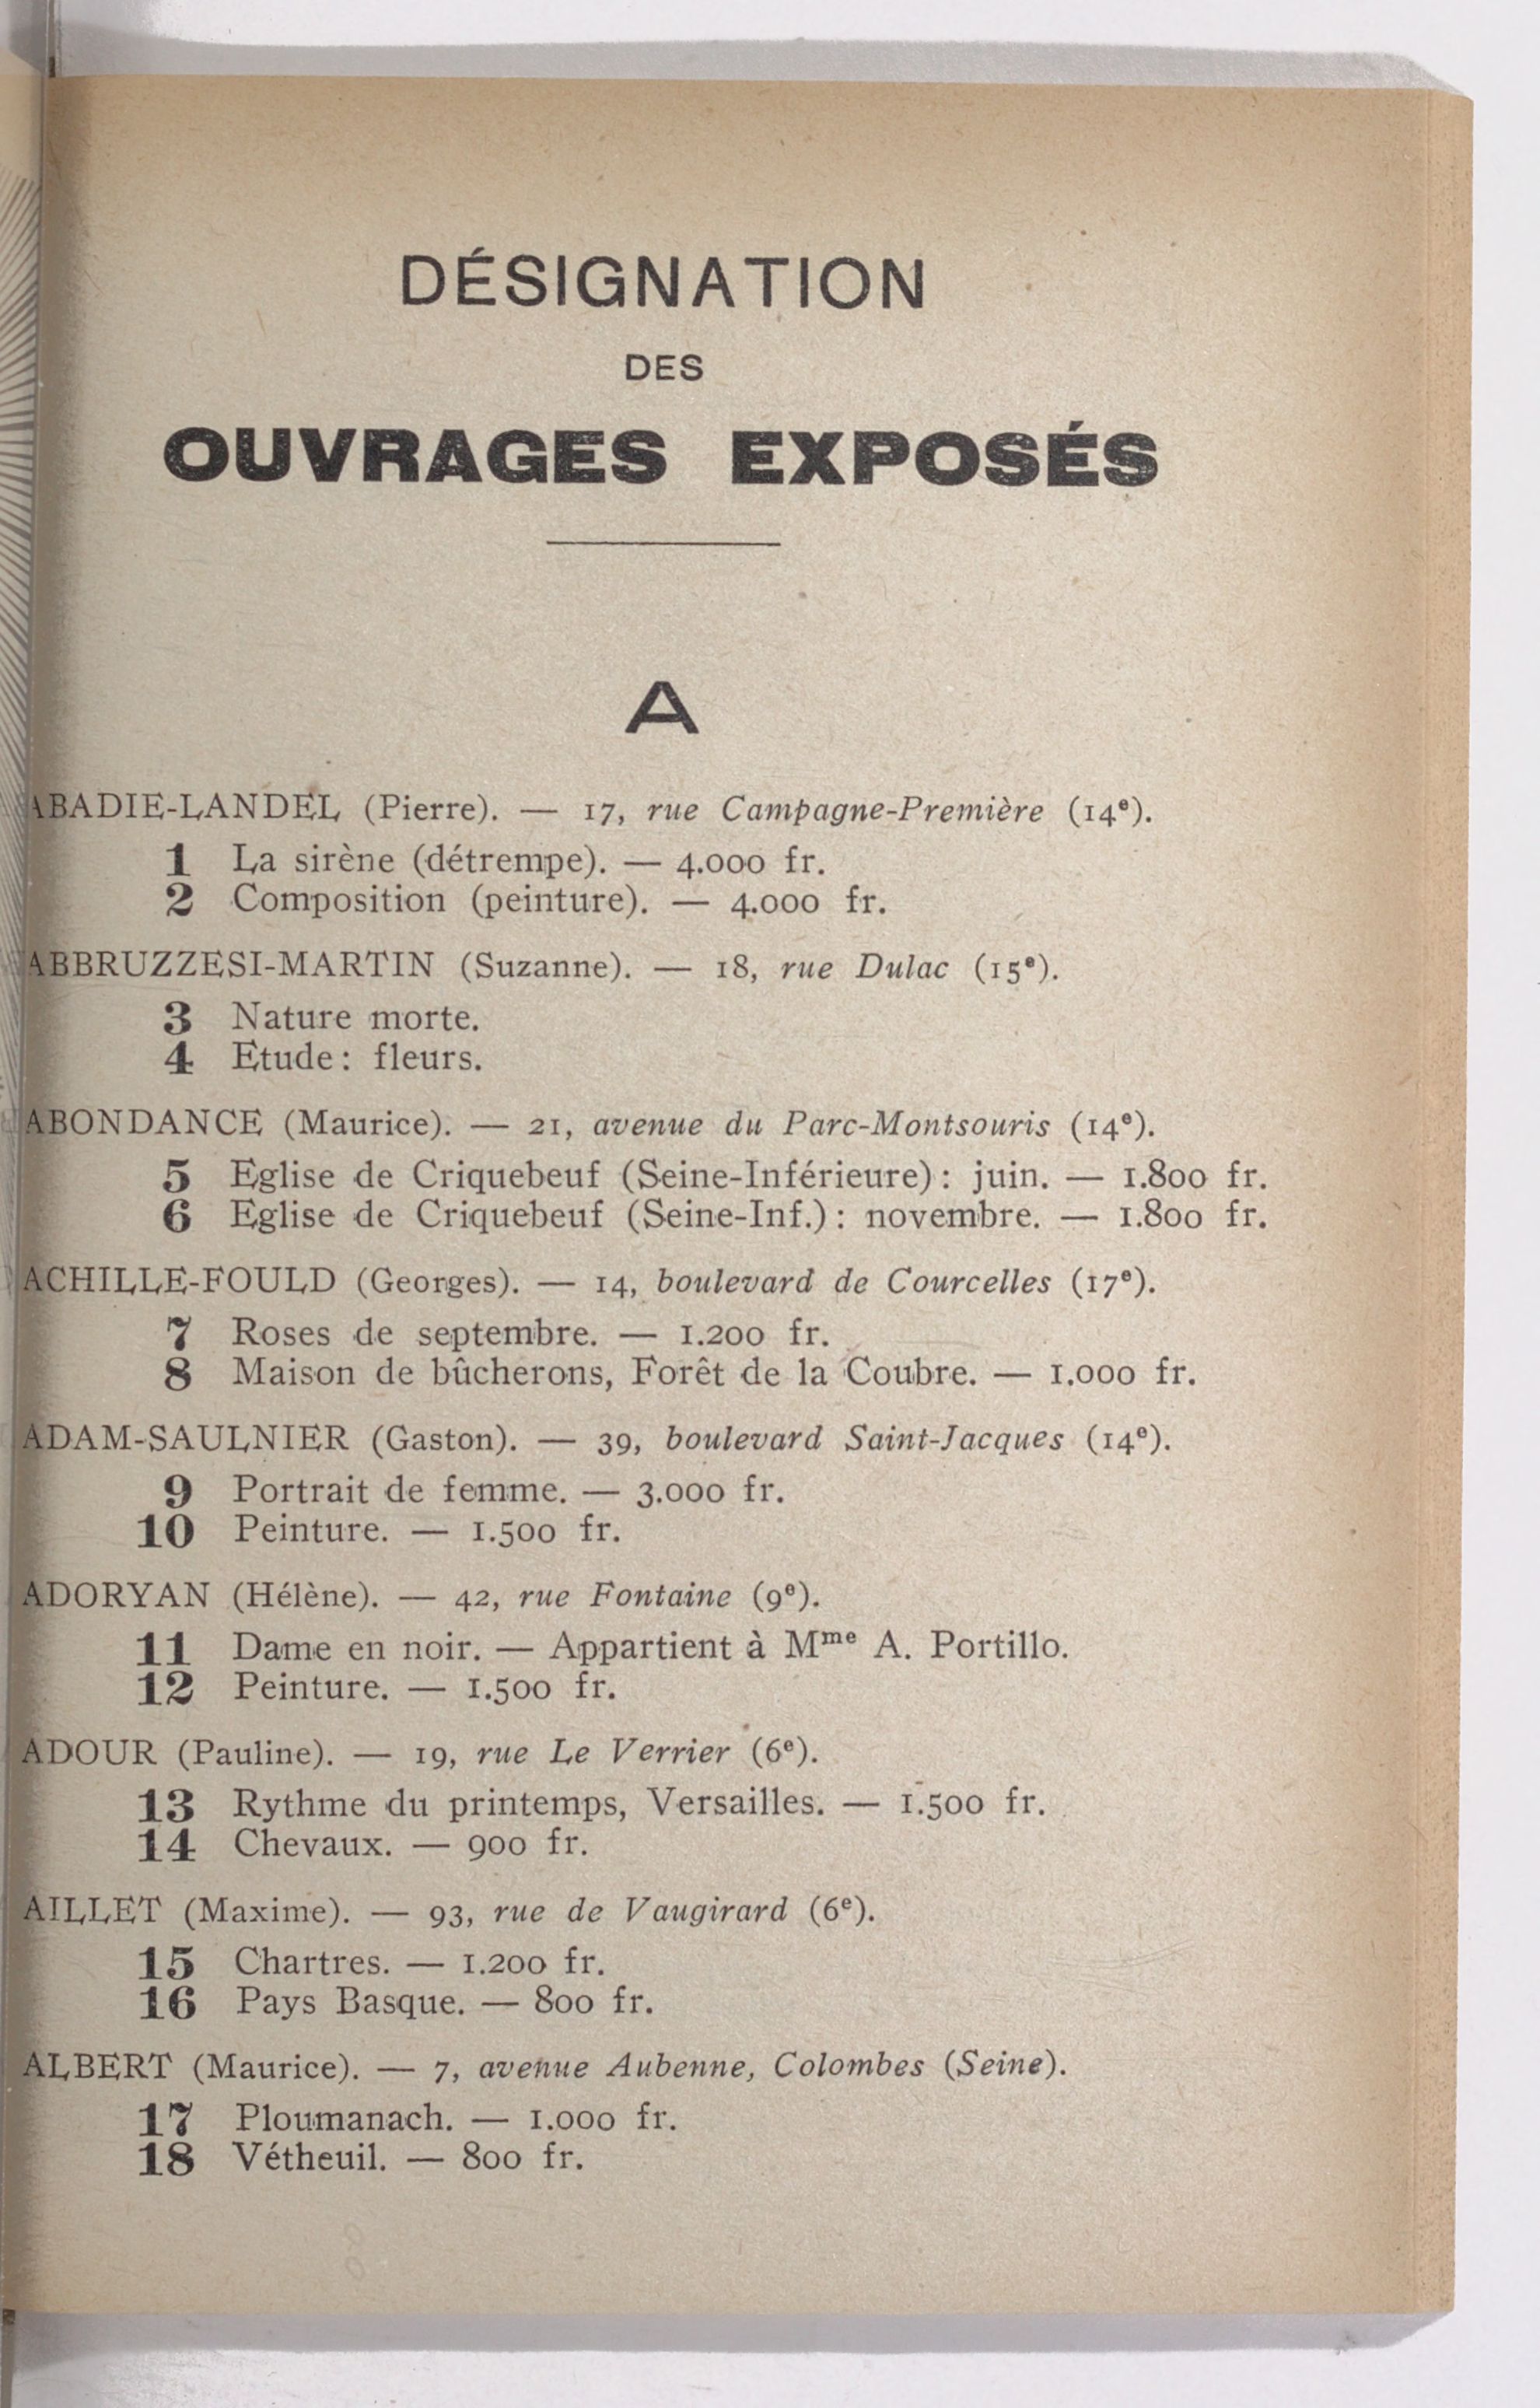 DÉSIGNATION
DES
OUVRAGES EXPOSÉS
A
ABADIE-LANDEL (Pierre). — 17, rue Campagne-Première (14e).
1 La sirène (détrempe). — 4.000 fr.
2 Composition (peinture). — 4.000 fr.
ABBRUZZESI-MARTIN (Suzanne). — 18, rue Dulac (15e).
3 Nature morte.
4 Etude : fleurs.
ABONDANCE (Maurice). — 21, avenue du Parc-Montsouris (14e).
5 Eglise de Criquebeuf (Seine-Inférieure) : juin. — 1.800 fr.
6 Eglise de Criquebeuf (Seine-Inf.) : novembre. — 1.800 fr.
ACHILLE-FOULD (Georges). — 14, boulevard de Courcelles (17e).
7 Roses de septembre. — 1.200 fr.
8 Maison de bûcherons, Forêt de la Coubre. — 1.000 fr.
ADAM-SAULNIER (Gaston). — 39, boulevard Saint-Jacques (14e).
9 Portrait de femme. — 3.000 fr.
10 Peinture. — 1.500 fr.
ADORYAN (Hélène). — 42, rue Fontaine (9e).
11 Dame en noir. — Appartient à Mme A. Portillo.
12 Peinture. — 1.500 fr.
ADOUR (Pauline). — 19, rue Le Verrier (6e).
13 Rythme du printemps, Versailles. — 1.500 fr.
14 Chevaux. — 900 fr.
AILLET (Maxime). — 93, rue de Vaugirard (6e).
15 Chartres. — 1.200 fr.
16 Pays Basque. — 800 fr.
ALBERT (Maurice). — 7, avenue Aubenne, Colombes (Seine).
17 Ploumanach. — 1.000 fr.
18 Vétheuil. — 800 fr.